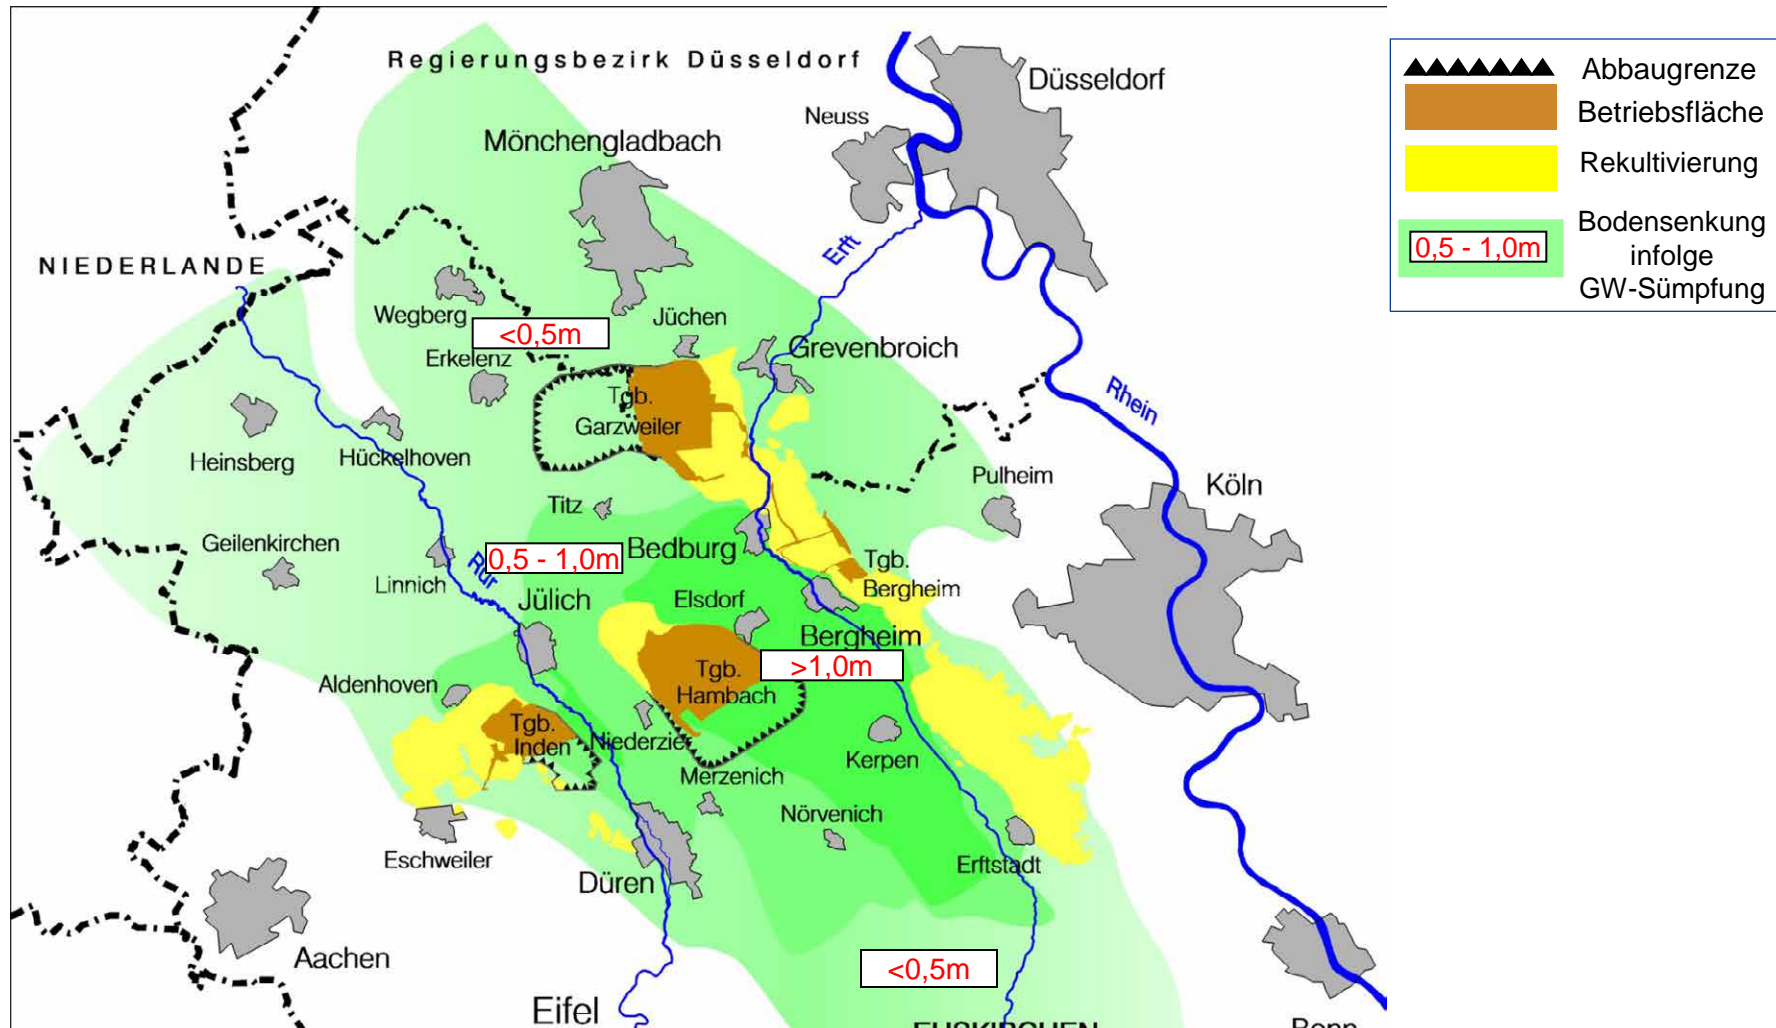 Regierungsbezirk Düsseldorf
Düsseldorf
Neuss
Mönchengladbach
Erft
NIEDERLANDE
Wegberg
<0,5m
Jüchen
Erkelenz
Grevenbroich
Tgb.
Garzweiler
Rhein
Heinsberg
Hückelhoven
Pulheim
Köln
Titz
Geilenkirchen
Linnich
Rur
0,5 - 1,0m
Bedburg
Tgb.
Bergheim
Jülich
Elsdorf
Bergheim
>1,0m
Tgb.
Hambach
Aldenhoven
Tgb.
Inden
Niederzier
Kerpen
Merzenich
Nörvenich
Eschweiler
Düren
Erftstadt
Aachen
<0,5m
Eifel
EUSKIRCHEN
Bonn
Abbaugrenze
Betriebsfläche
Rekultivierung
0,5 - 1,0m
Bodensenkung
infolge
GW-Sümpfung